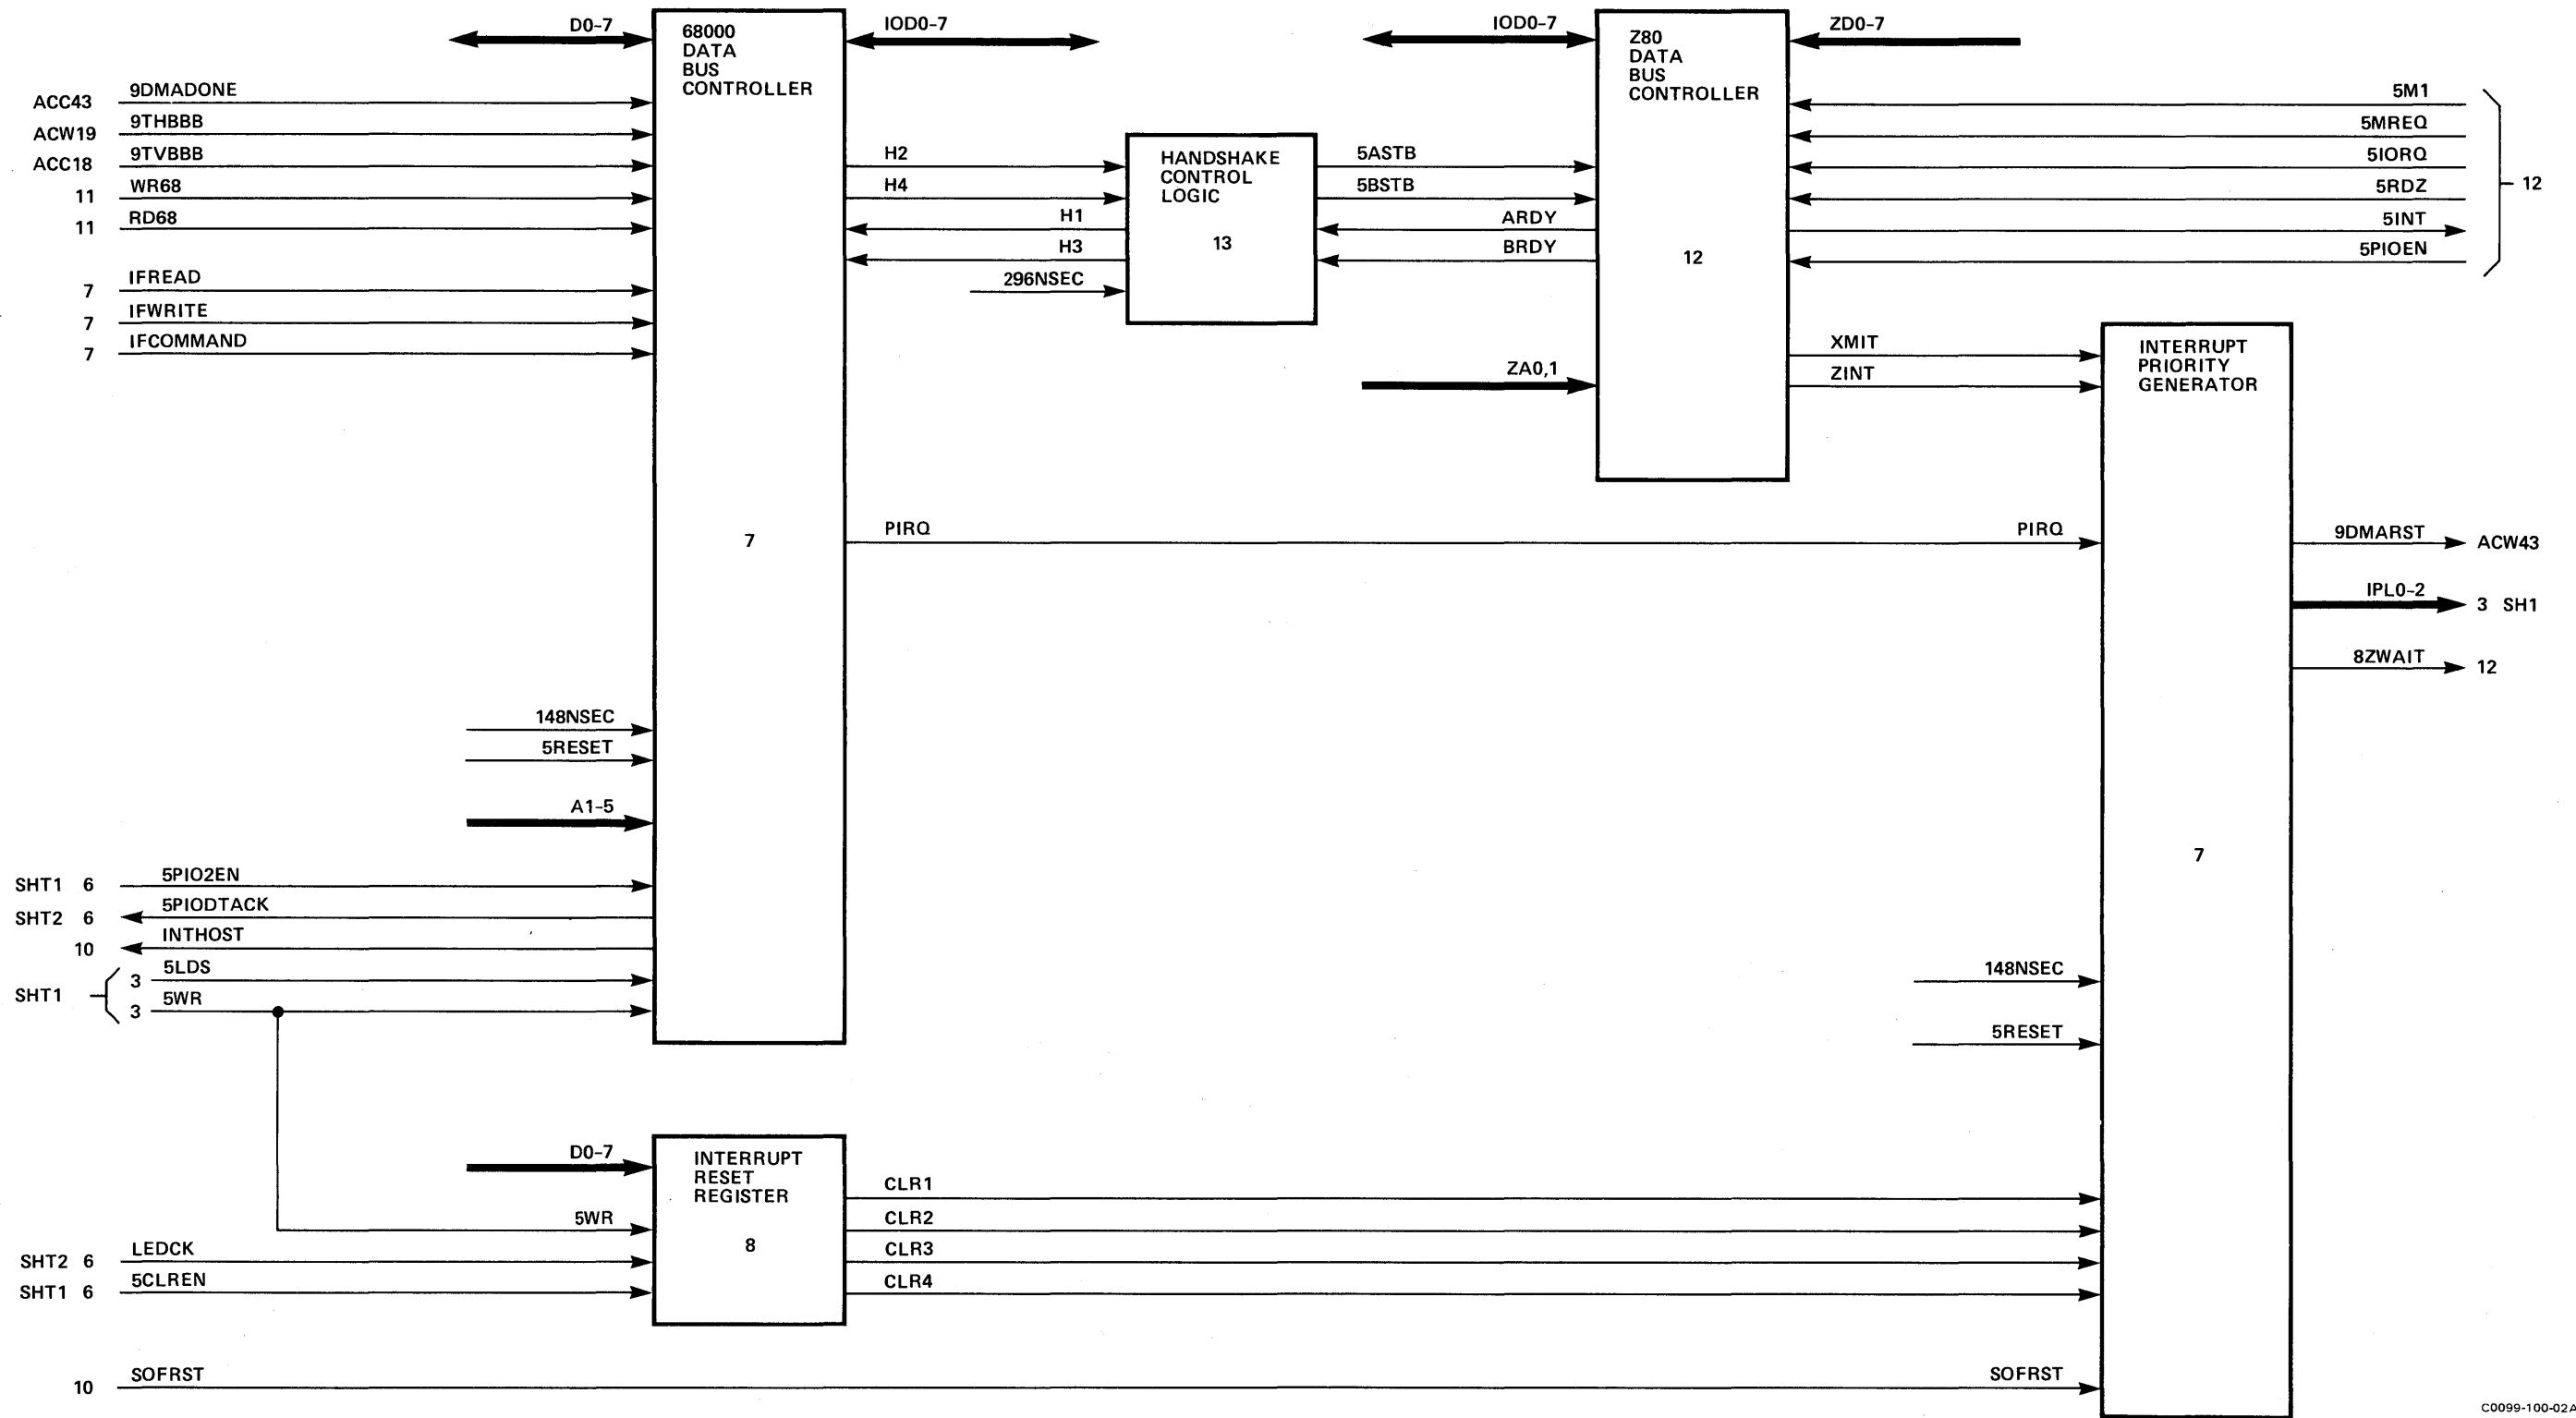 D0-7
68000
DATA
BUS
CONTROLLER
IOD0-7
IOD0-7
Z80
DATA
BUS
CONTROLLER
ZD0-7
ACC43 9DMADONE
ACW19 9THBBB
ACC18 9TVBBB
11 WR68
11 RD68
7 IFREAD
7 IFWRITE
7 IFCOMMAND
H2
H4
H1
H3
296NSEC
HANDSHAKE
CONTROL
LOGIC
13
5ASTB
5BSTB
ARDY
BRDY
12
ZA0,1
5M1
5MREQ
5IORQ
5RDZ
5INT
5PIOEN
12
XMIT
ZINT
INTERRUPT
PRIORITY
GENERATOR
7
PIRQ
PIRQ
9DMARST ACW43
IPL0-2 3 SH1
8ZWAIT 12
148NSEC
5RESET
A1-5
7
SHT1 6 5PIO2EN
SHT2 6 5PIODTACK
10 INTHOST
SHT1
3 5LDS
3 5WR
148NSEC
5RESET
D0-7
INTERRUPT
RESET
REGISTER
8
5WR
SHT2 6 LEDCK
SHT1 6 5CLREN
CLR1
CLR2
CLR3
CLR4
10 SOFRST
SOFRST
C0099-100-02A